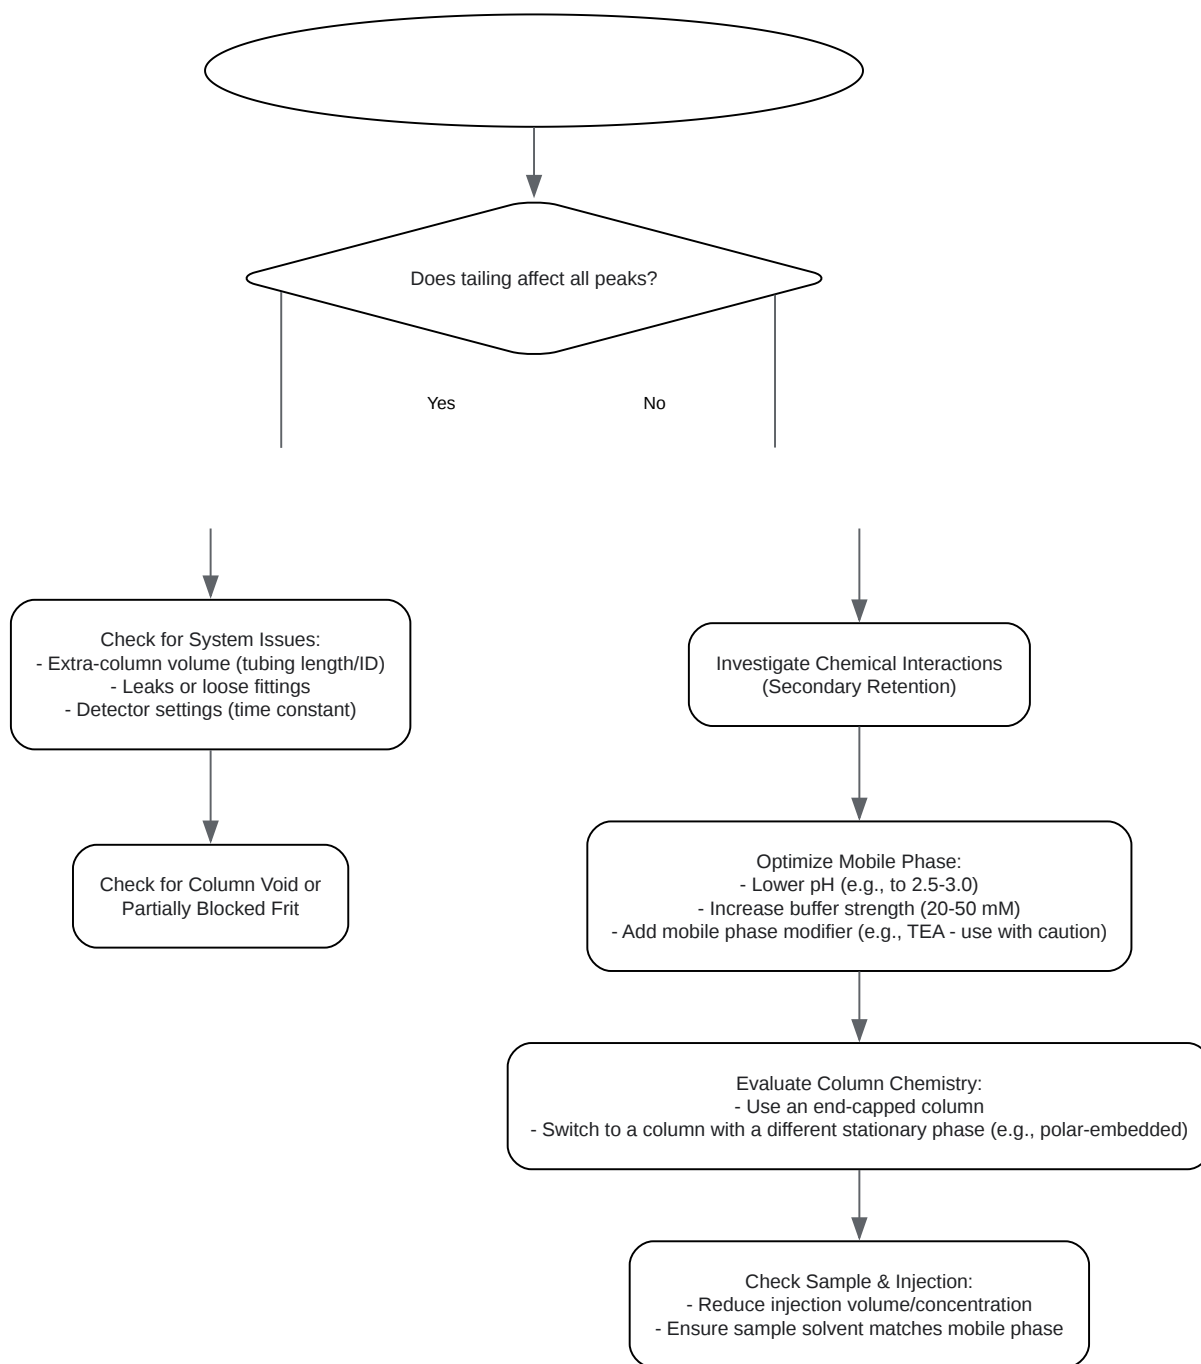 Does tailing affect all peaks?
Yes
No
Check for System Issues:
- Extra-column volume (tubing length/ID)
- Leaks or loose fittings
- Detector settings (time constant)
Check for Column Void or
Partially Blocked Frit
Investigate Chemical Interactions
(Secondary Retention)
Optimize Mobile Phase:
- Lower pH (e.g., to 2.5-3.0)
- Increase buffer strength (20-50 mM)
- Add mobile phase modifier (e.g., TEA - use with caution)
Evaluate Column Chemistry:
- Use an end-capped column
- Switch to a column with a different stationary phase (e.g., polar-embedded)
Check Sample & Injection:
- Reduce injection volume/concentration
- Ensure sample solvent matches mobile phase